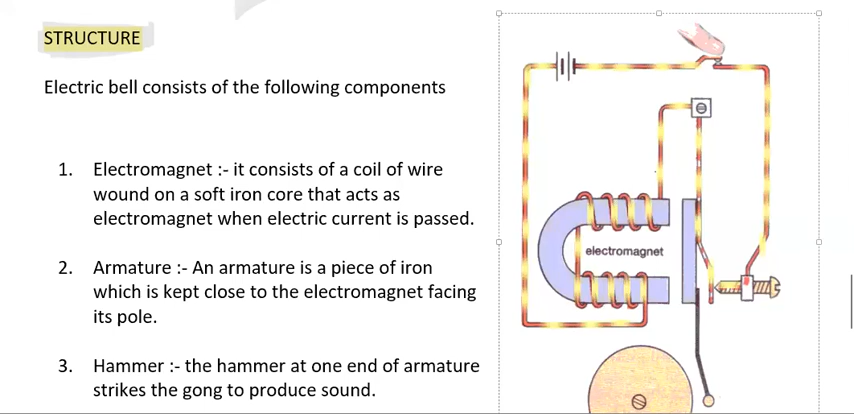 STRUCTURE
Electric bell consists of the following components
1. Electromagnet :- it consists of a coil of wire
wound on a soft iron core that acts as
electromagnet when electric current is passed.
2. Armature :- An armature is a piece of iron
which is kept close to the electromagnet facing
its pole.
3. Hammer :- the hammer at one end of armature
strikes the gong to produce sound.
electromagnet